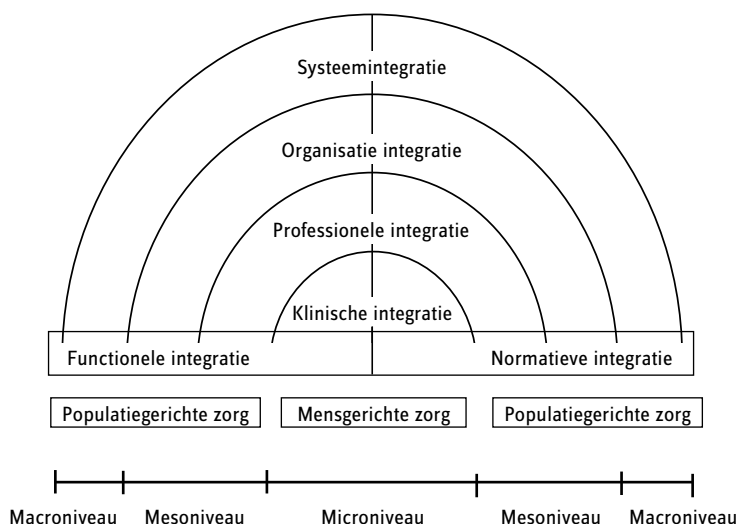 Systeemintegratie
Organisatie integratie
Professionele integratie
Klinische integratie
Functionele integratie
Normatieve integratie
Populatiegerichte zorg
Mensgerichte zorg
Populatiegerichte zorg
Macroniveau
Mesoniveau
Microniveau
Mesoniveau
Macroniveau